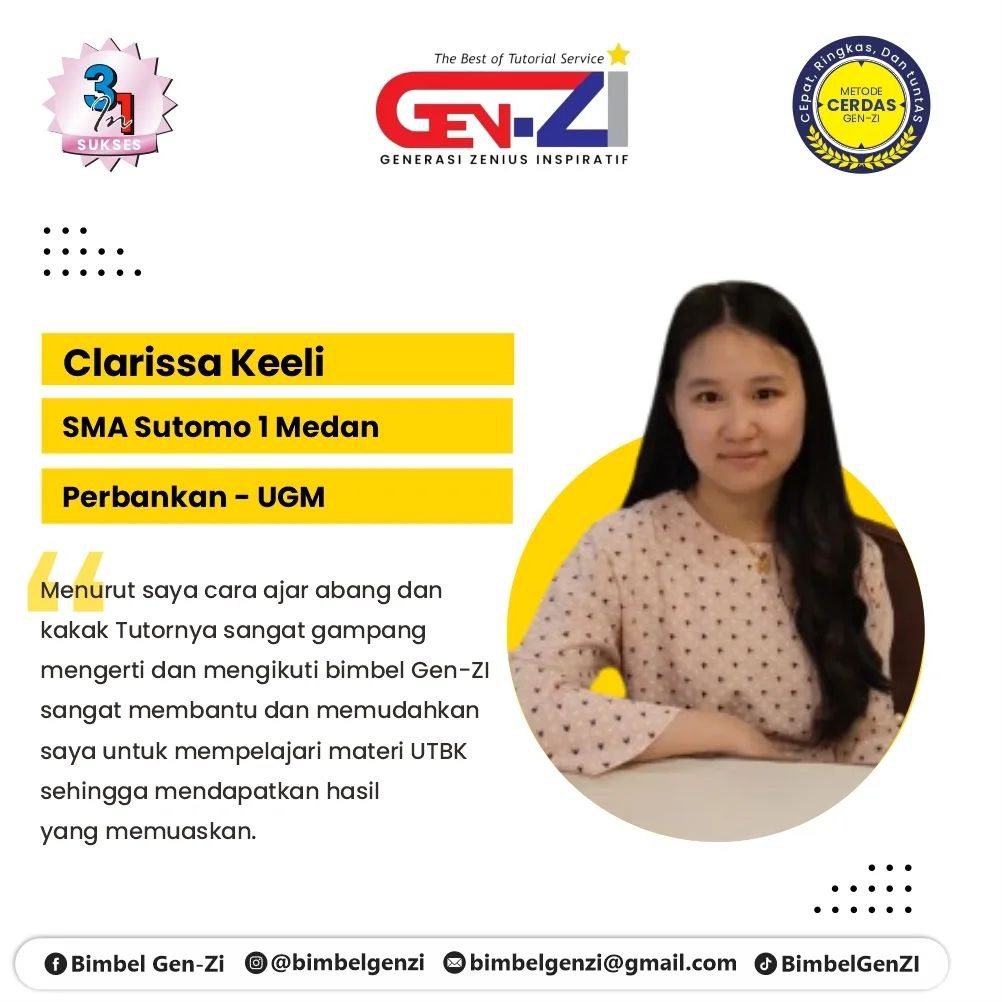 3 in 1
SUKSES
The Best of Tutorial Service
GEN-ZI
GENERASI ZENIUS INSPIRATIF
CEpat, Ringkas, Dan tuntAS
METODE
CERDAS
GEN-ZI
Clarissa Keeli
SMA Sutomo 1 Medan
Perbankan - UGM
“
Menurut saya cara ajar abang dan
kakak Tutornya sangat gampang
mengerti dan mengikuti bimbel Gen-ZI
sangat membantu dan memudahkan
saya untuk mempelajari materi UTBK
sehingga mendapatkan hasil
yang memuaskan.
Bimbel Gen-Zi @bimbelgenzi bimbelgenzi@gmail.com BimbelGenZI